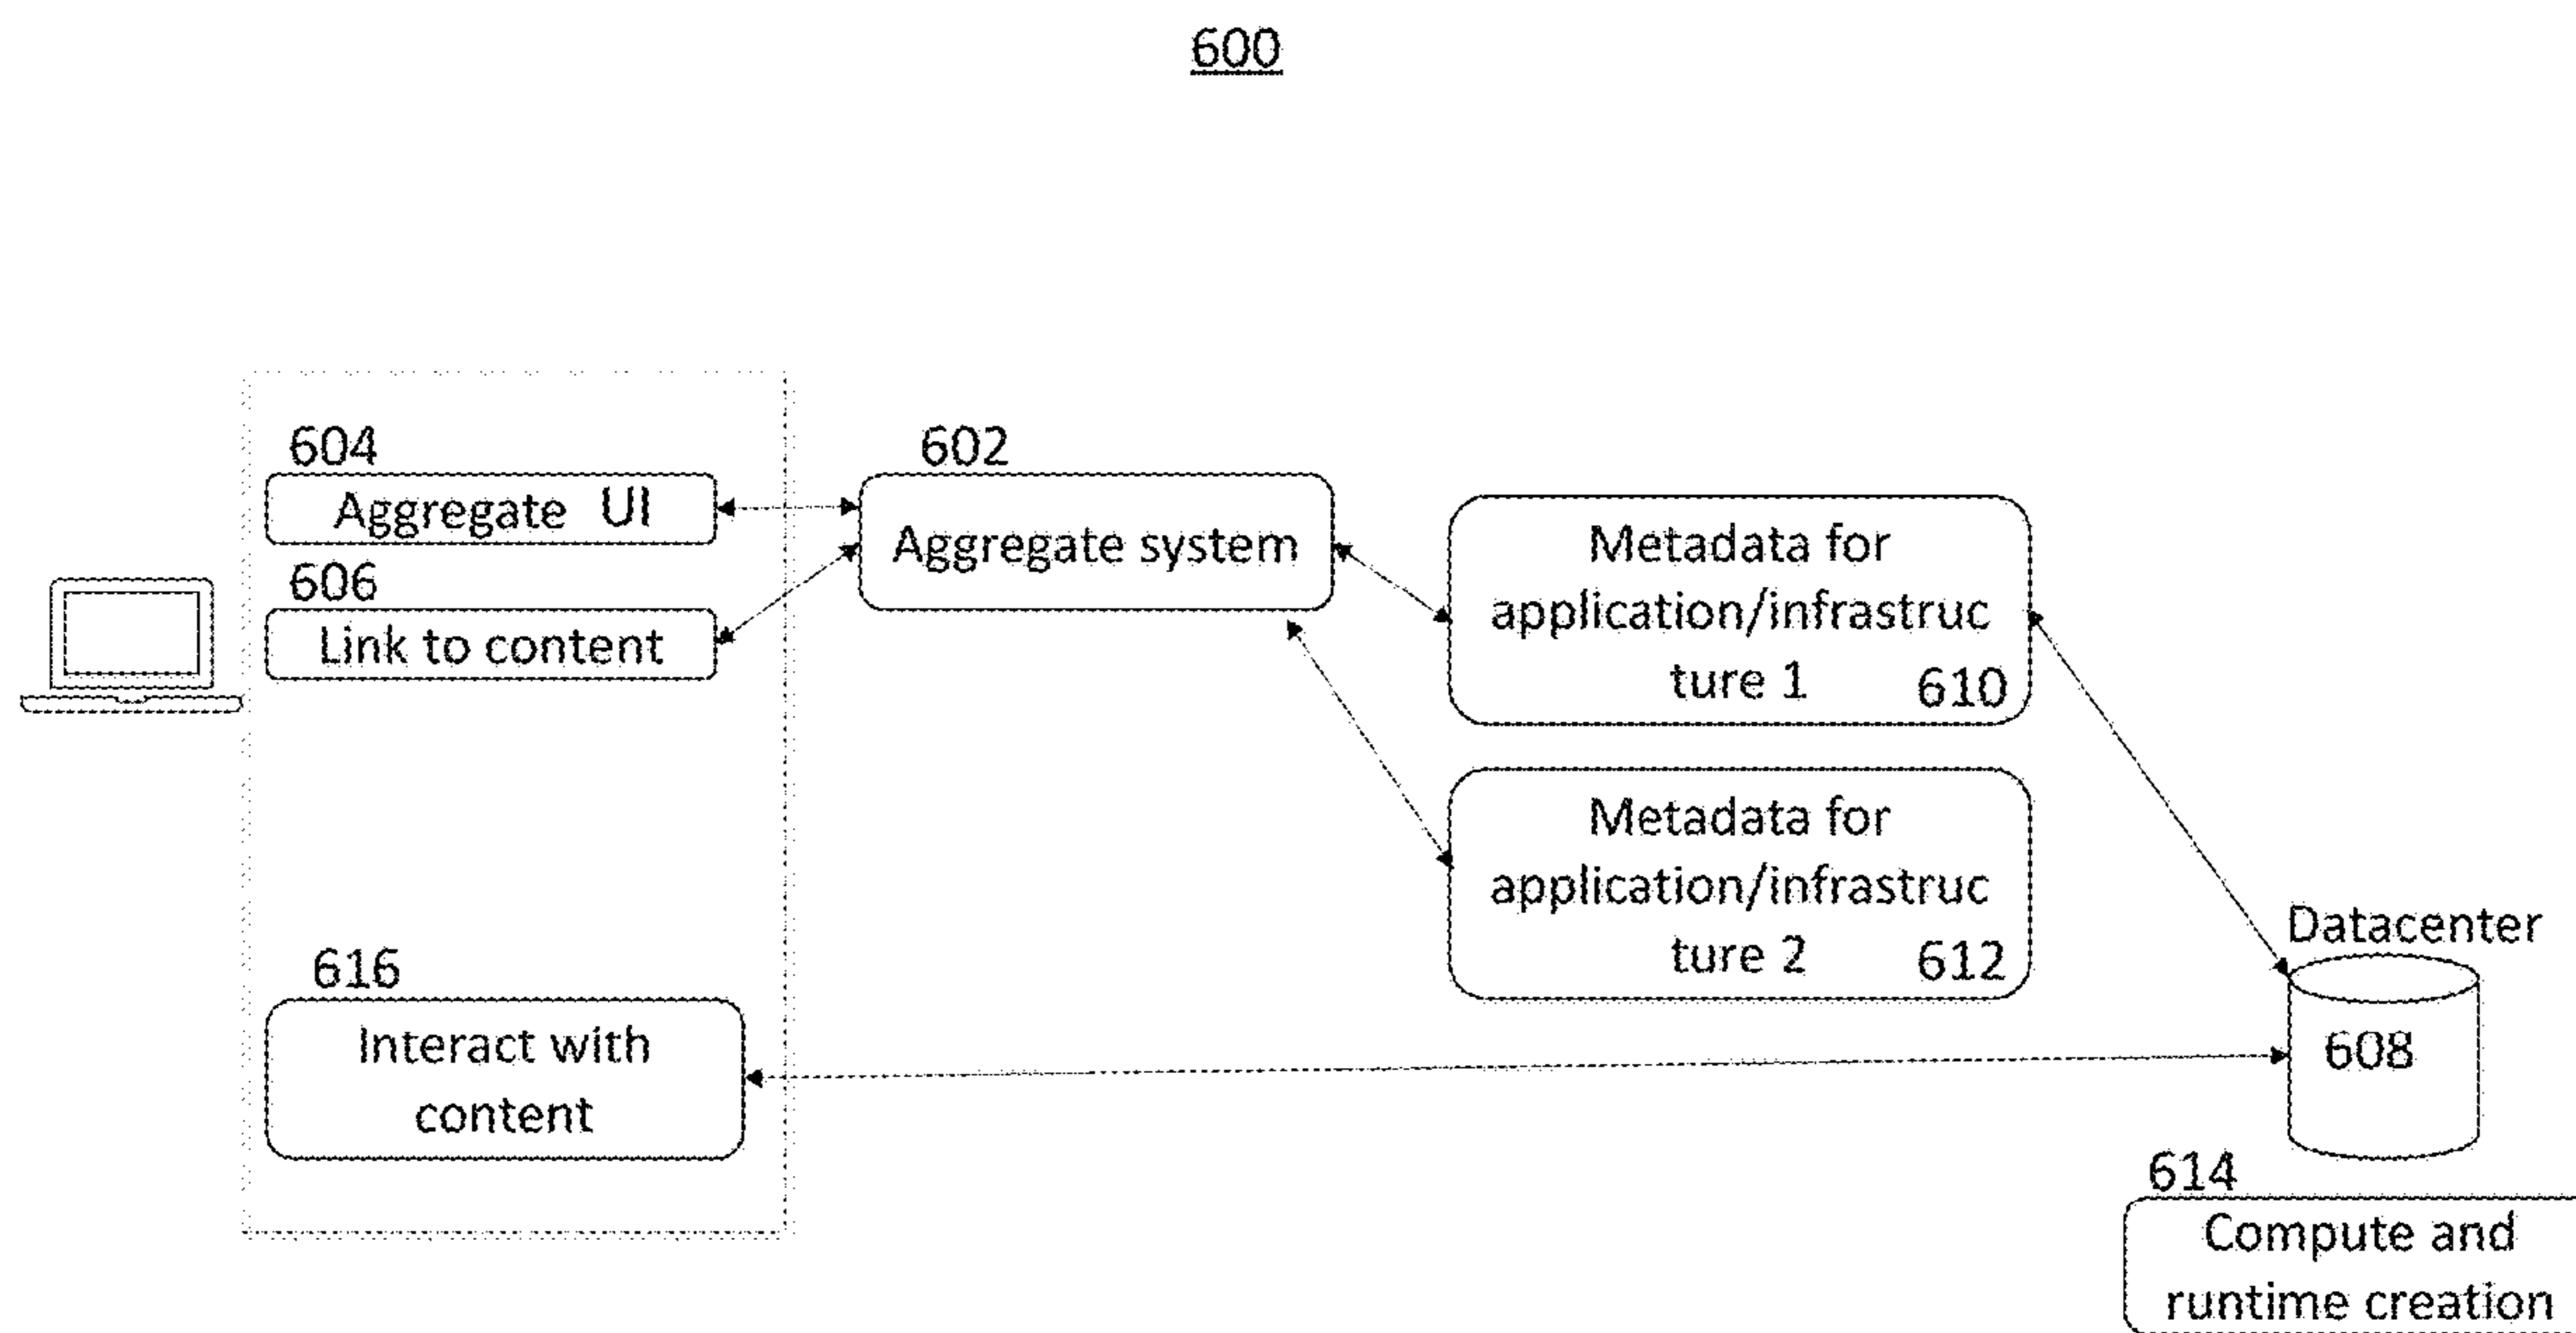 600
604
Aggregate UI
606
Link to content
602
Aggregate system
Metadata for
application/infrastruc
ture 1
610
Metadata for
application/infrastruc
ture 2
612
616
Interact with
content
Datacenter
608
614
Compute and
runtime creation